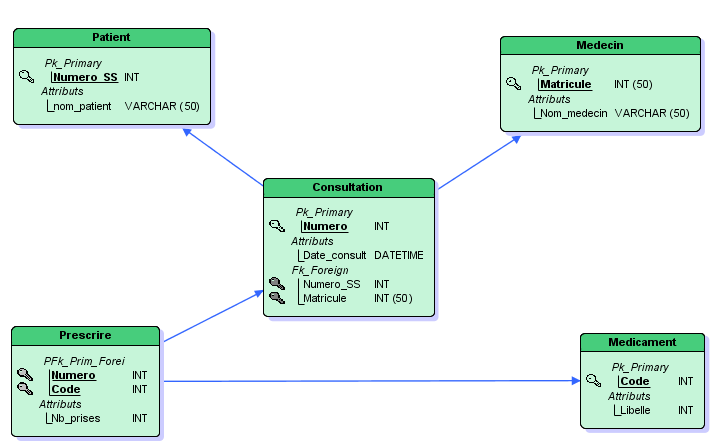 Patient
Pk_Primary
Numero_SS INT
Attributs
nom_patient VARCHAR (50)
Medecin
Pk_Primary
Matricule INT (50)
Attributs
Nom_medecin VARCHAR (50)
Consultation
Pk_Primary
Numero INT
Attributs
Date_consult DATETIME
Fk_Foreign
Numero_SS INT
Matricule INT (50)
Prescrire
PFk_Prim_Forei
Numero INT
Code INT
Attributs
Nb_prises INT
Medicament
Pk_Primary
Code INT
Attributs
Libelle INT